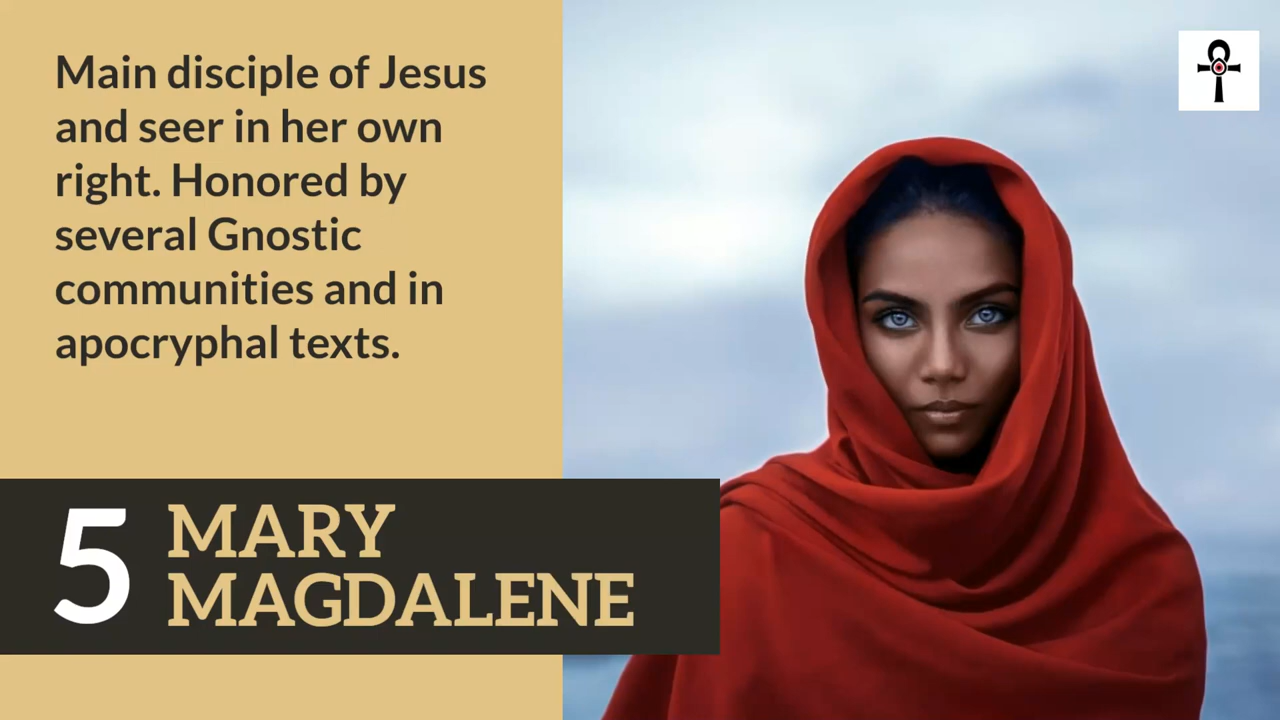 Main disciple of Jesus
and seer in her own
right. Honored by
several Gnostic
communities and in
apocryphal texts.
5
MARY
MAGDALENE